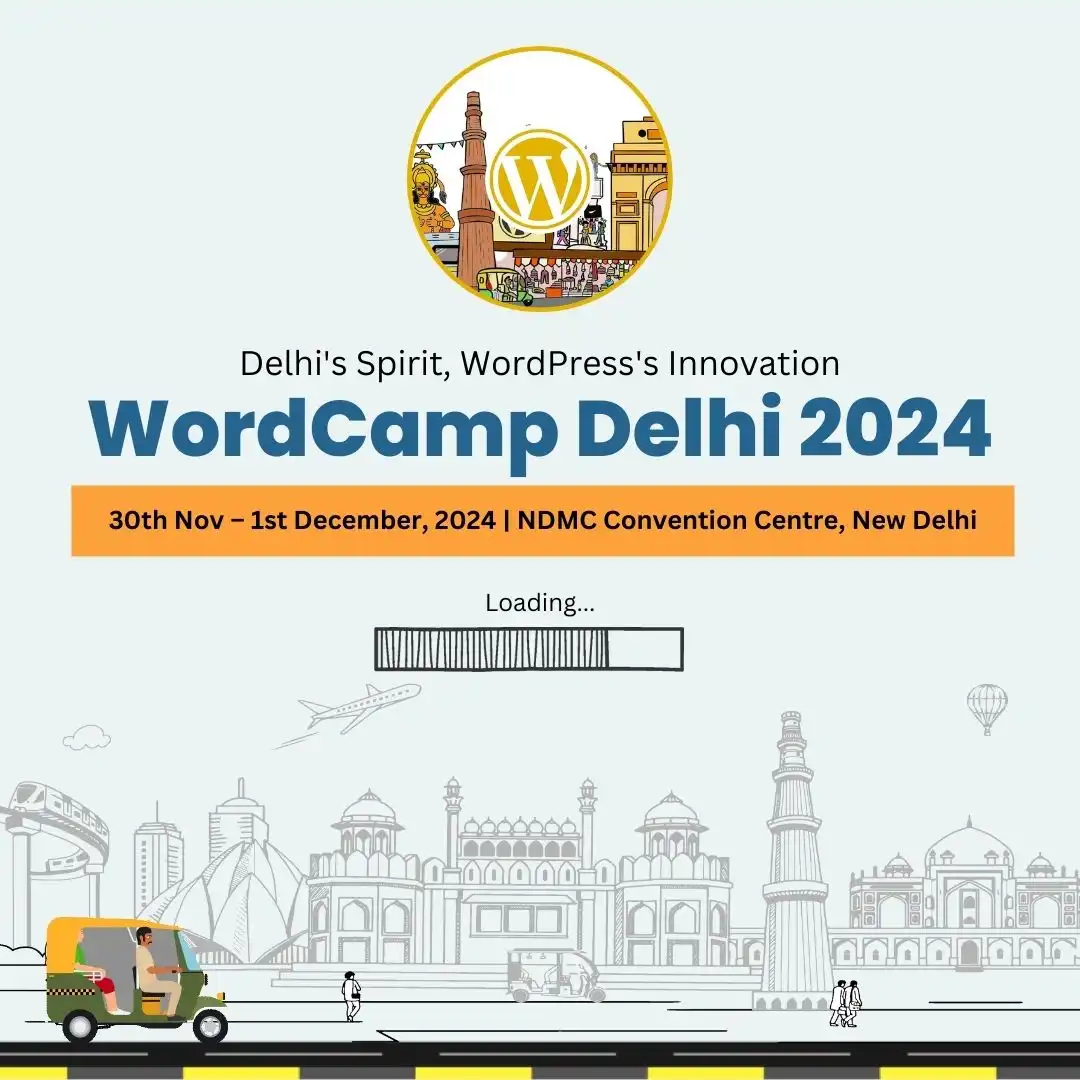 W
Delhi's Spirit, WordPress's Innovation
WordCamp Delhi 2024
30th Nov – 1st December, 2024 | NDMC Convention Centre, New Delhi
Loading...